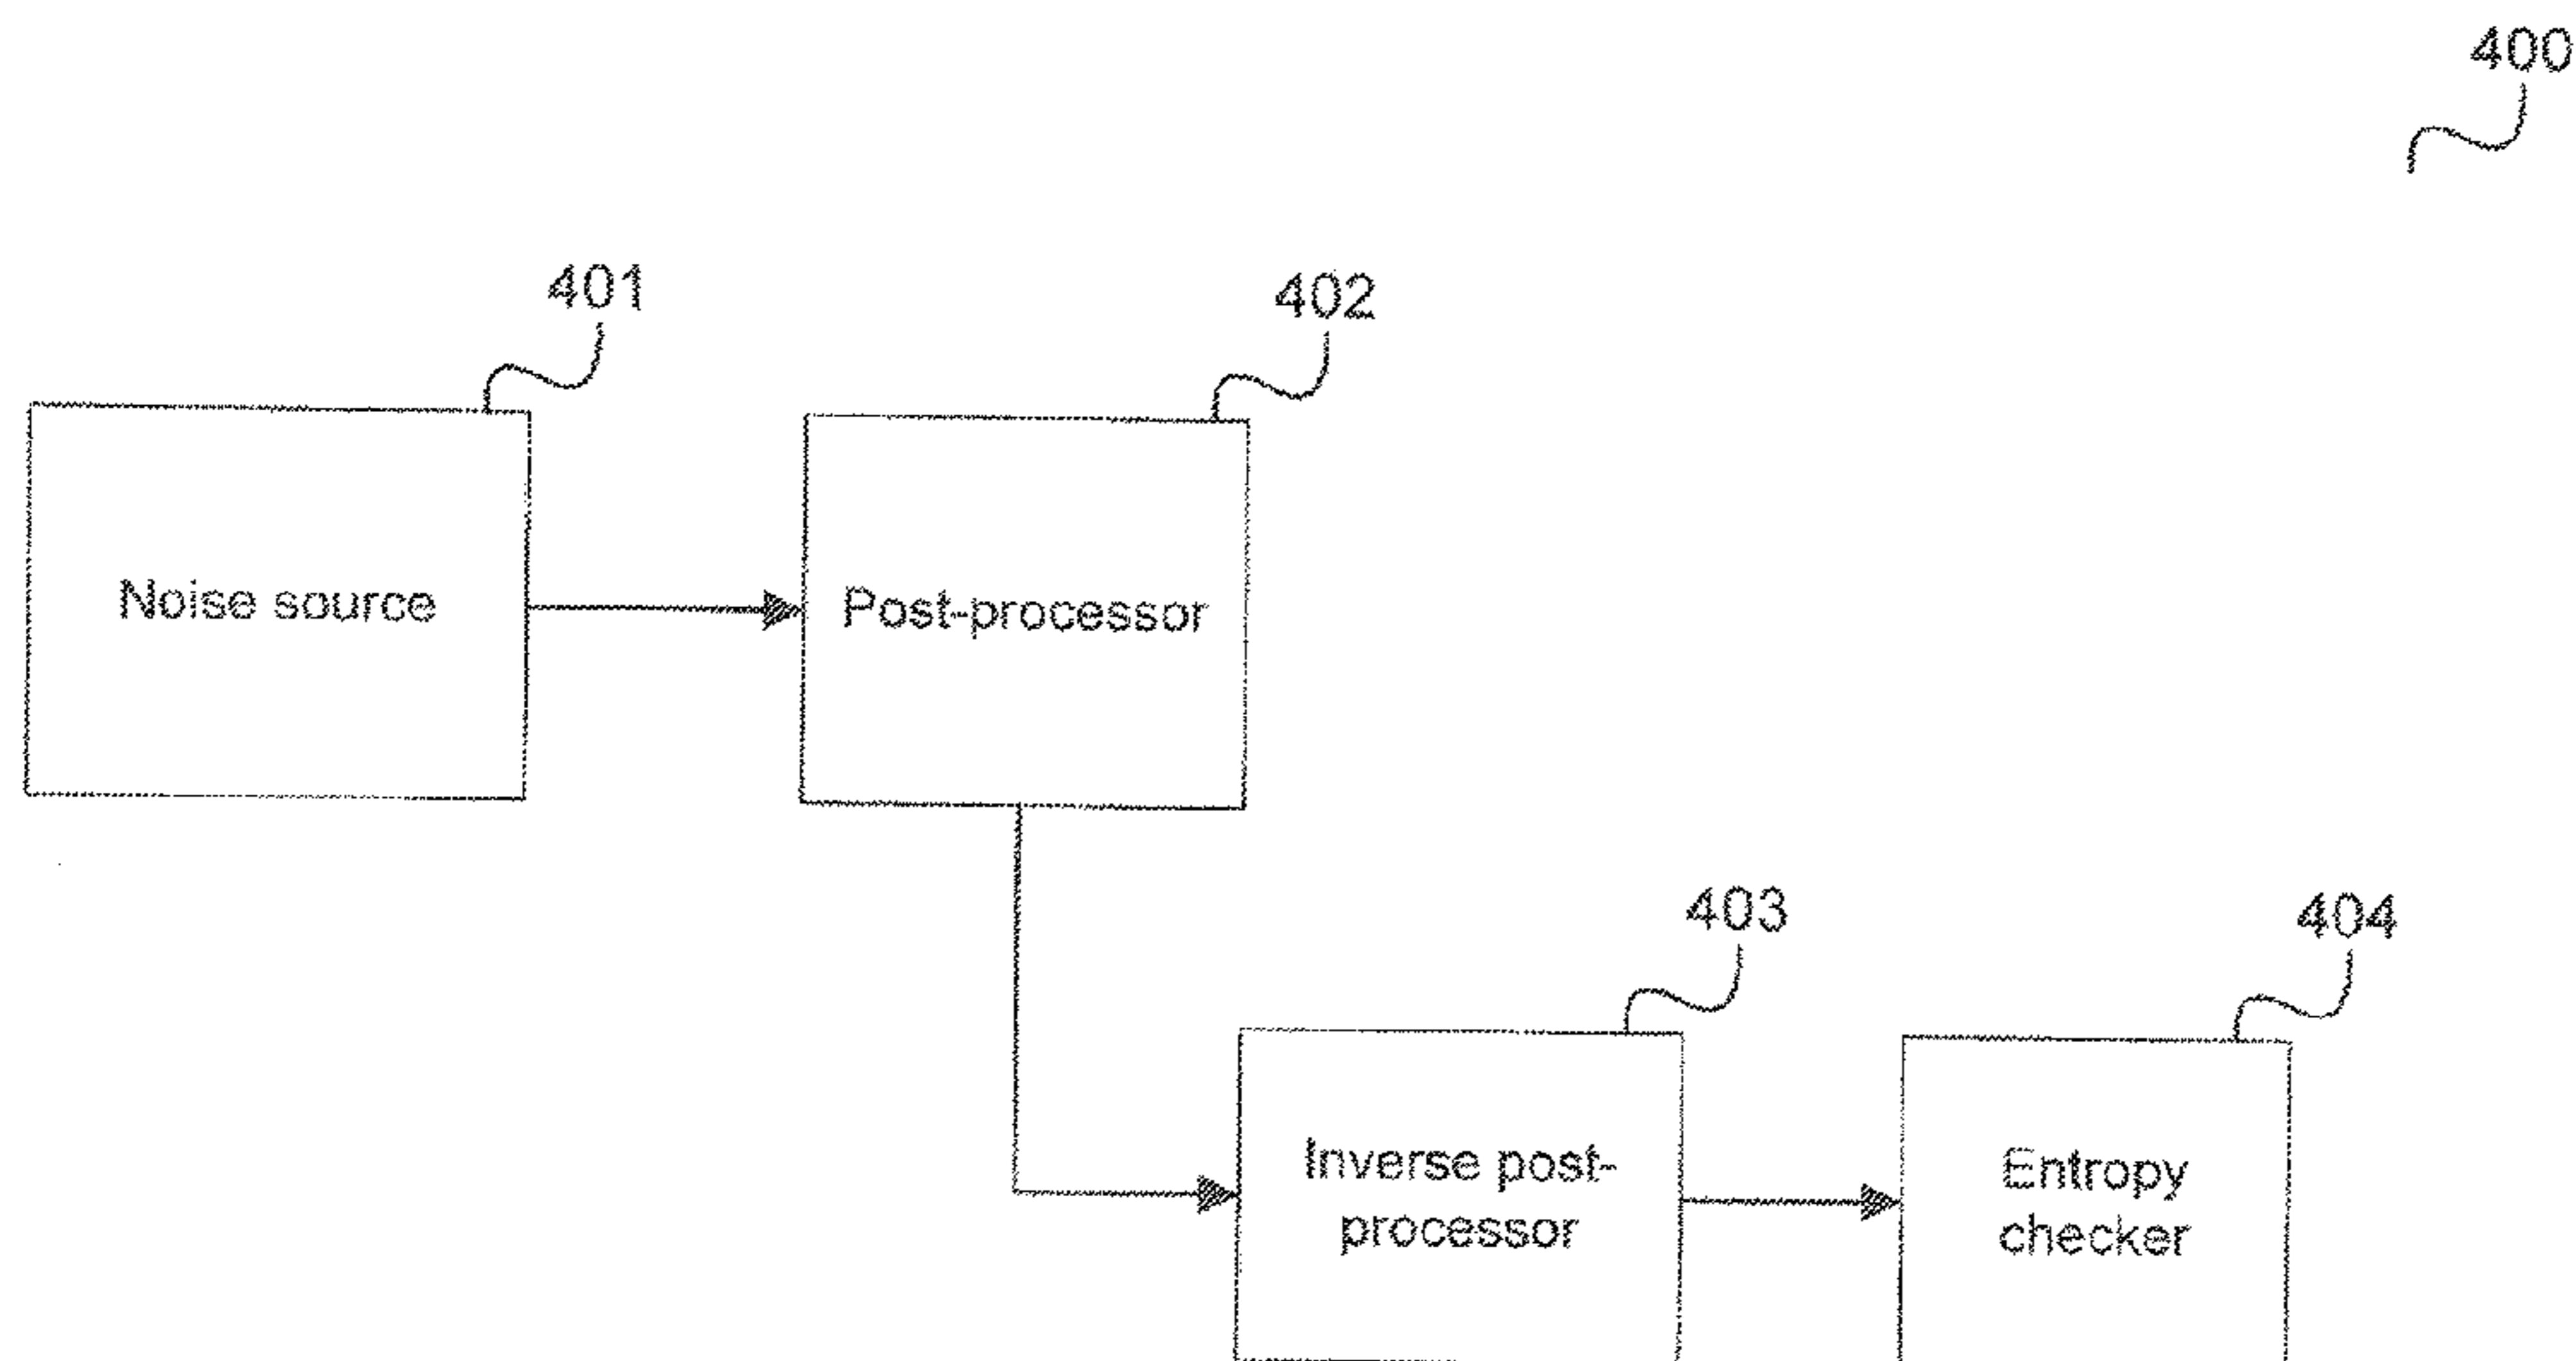 400
401
402
Noise source
Post-processor
403
404
Inverse post-
processor
Entropy
checker